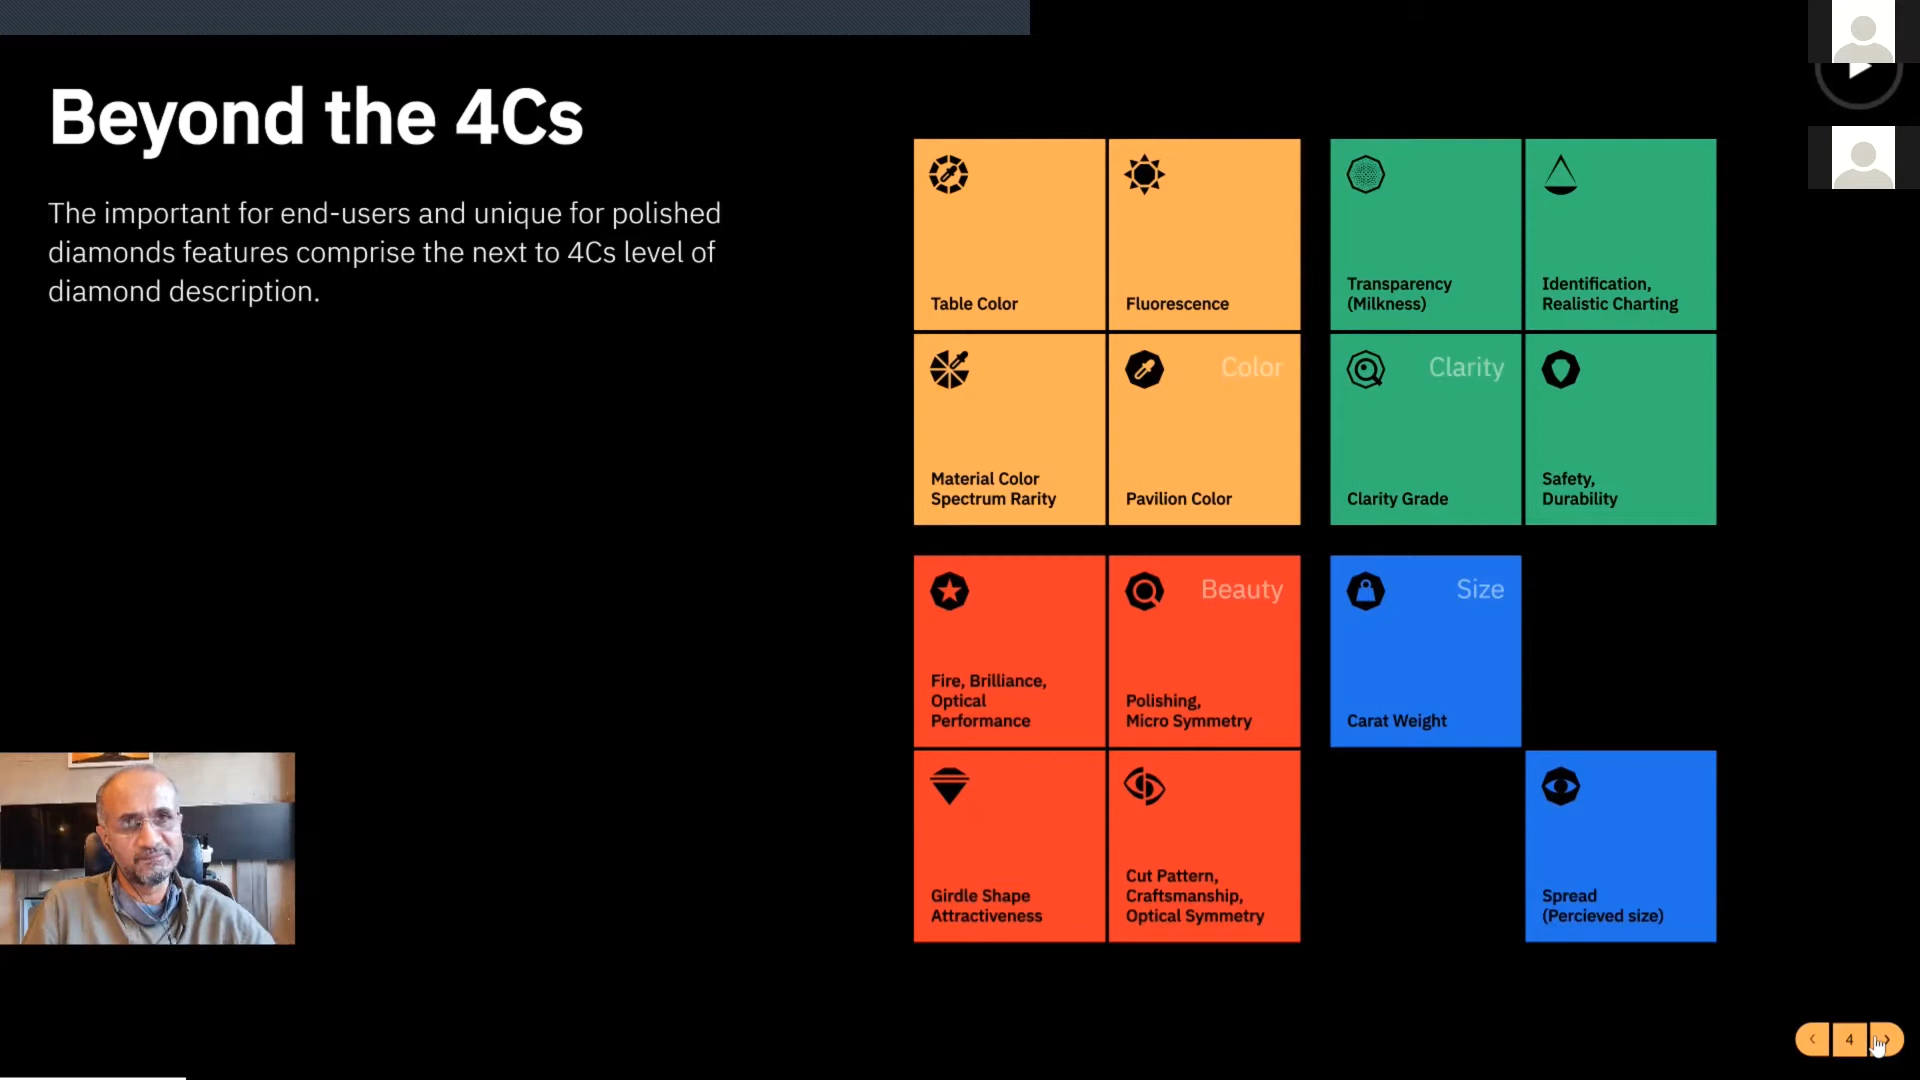 Beyond the 4Cs
The important for end-users and unique for polished
diamonds features comprise the next to 4Cs level of
diamond description.
Table Color
Fluorescence
Transparency
(Milkness)
Identification,
Realistic Charting
Material Color
Spectrum Rarity
Color
Pavilion Color
Clarity
Clarity Grade
Safety,
Durability
Fire, Brilliance,
Optical
Performance
Beauty
Polishing,
Micro Symmetry
Size
Carat Weight
Girdle Shape
Attractiveness
Cut Pattern,
Craftsmanship,
Optical Symmetry
Spread
(Percieved size)
4